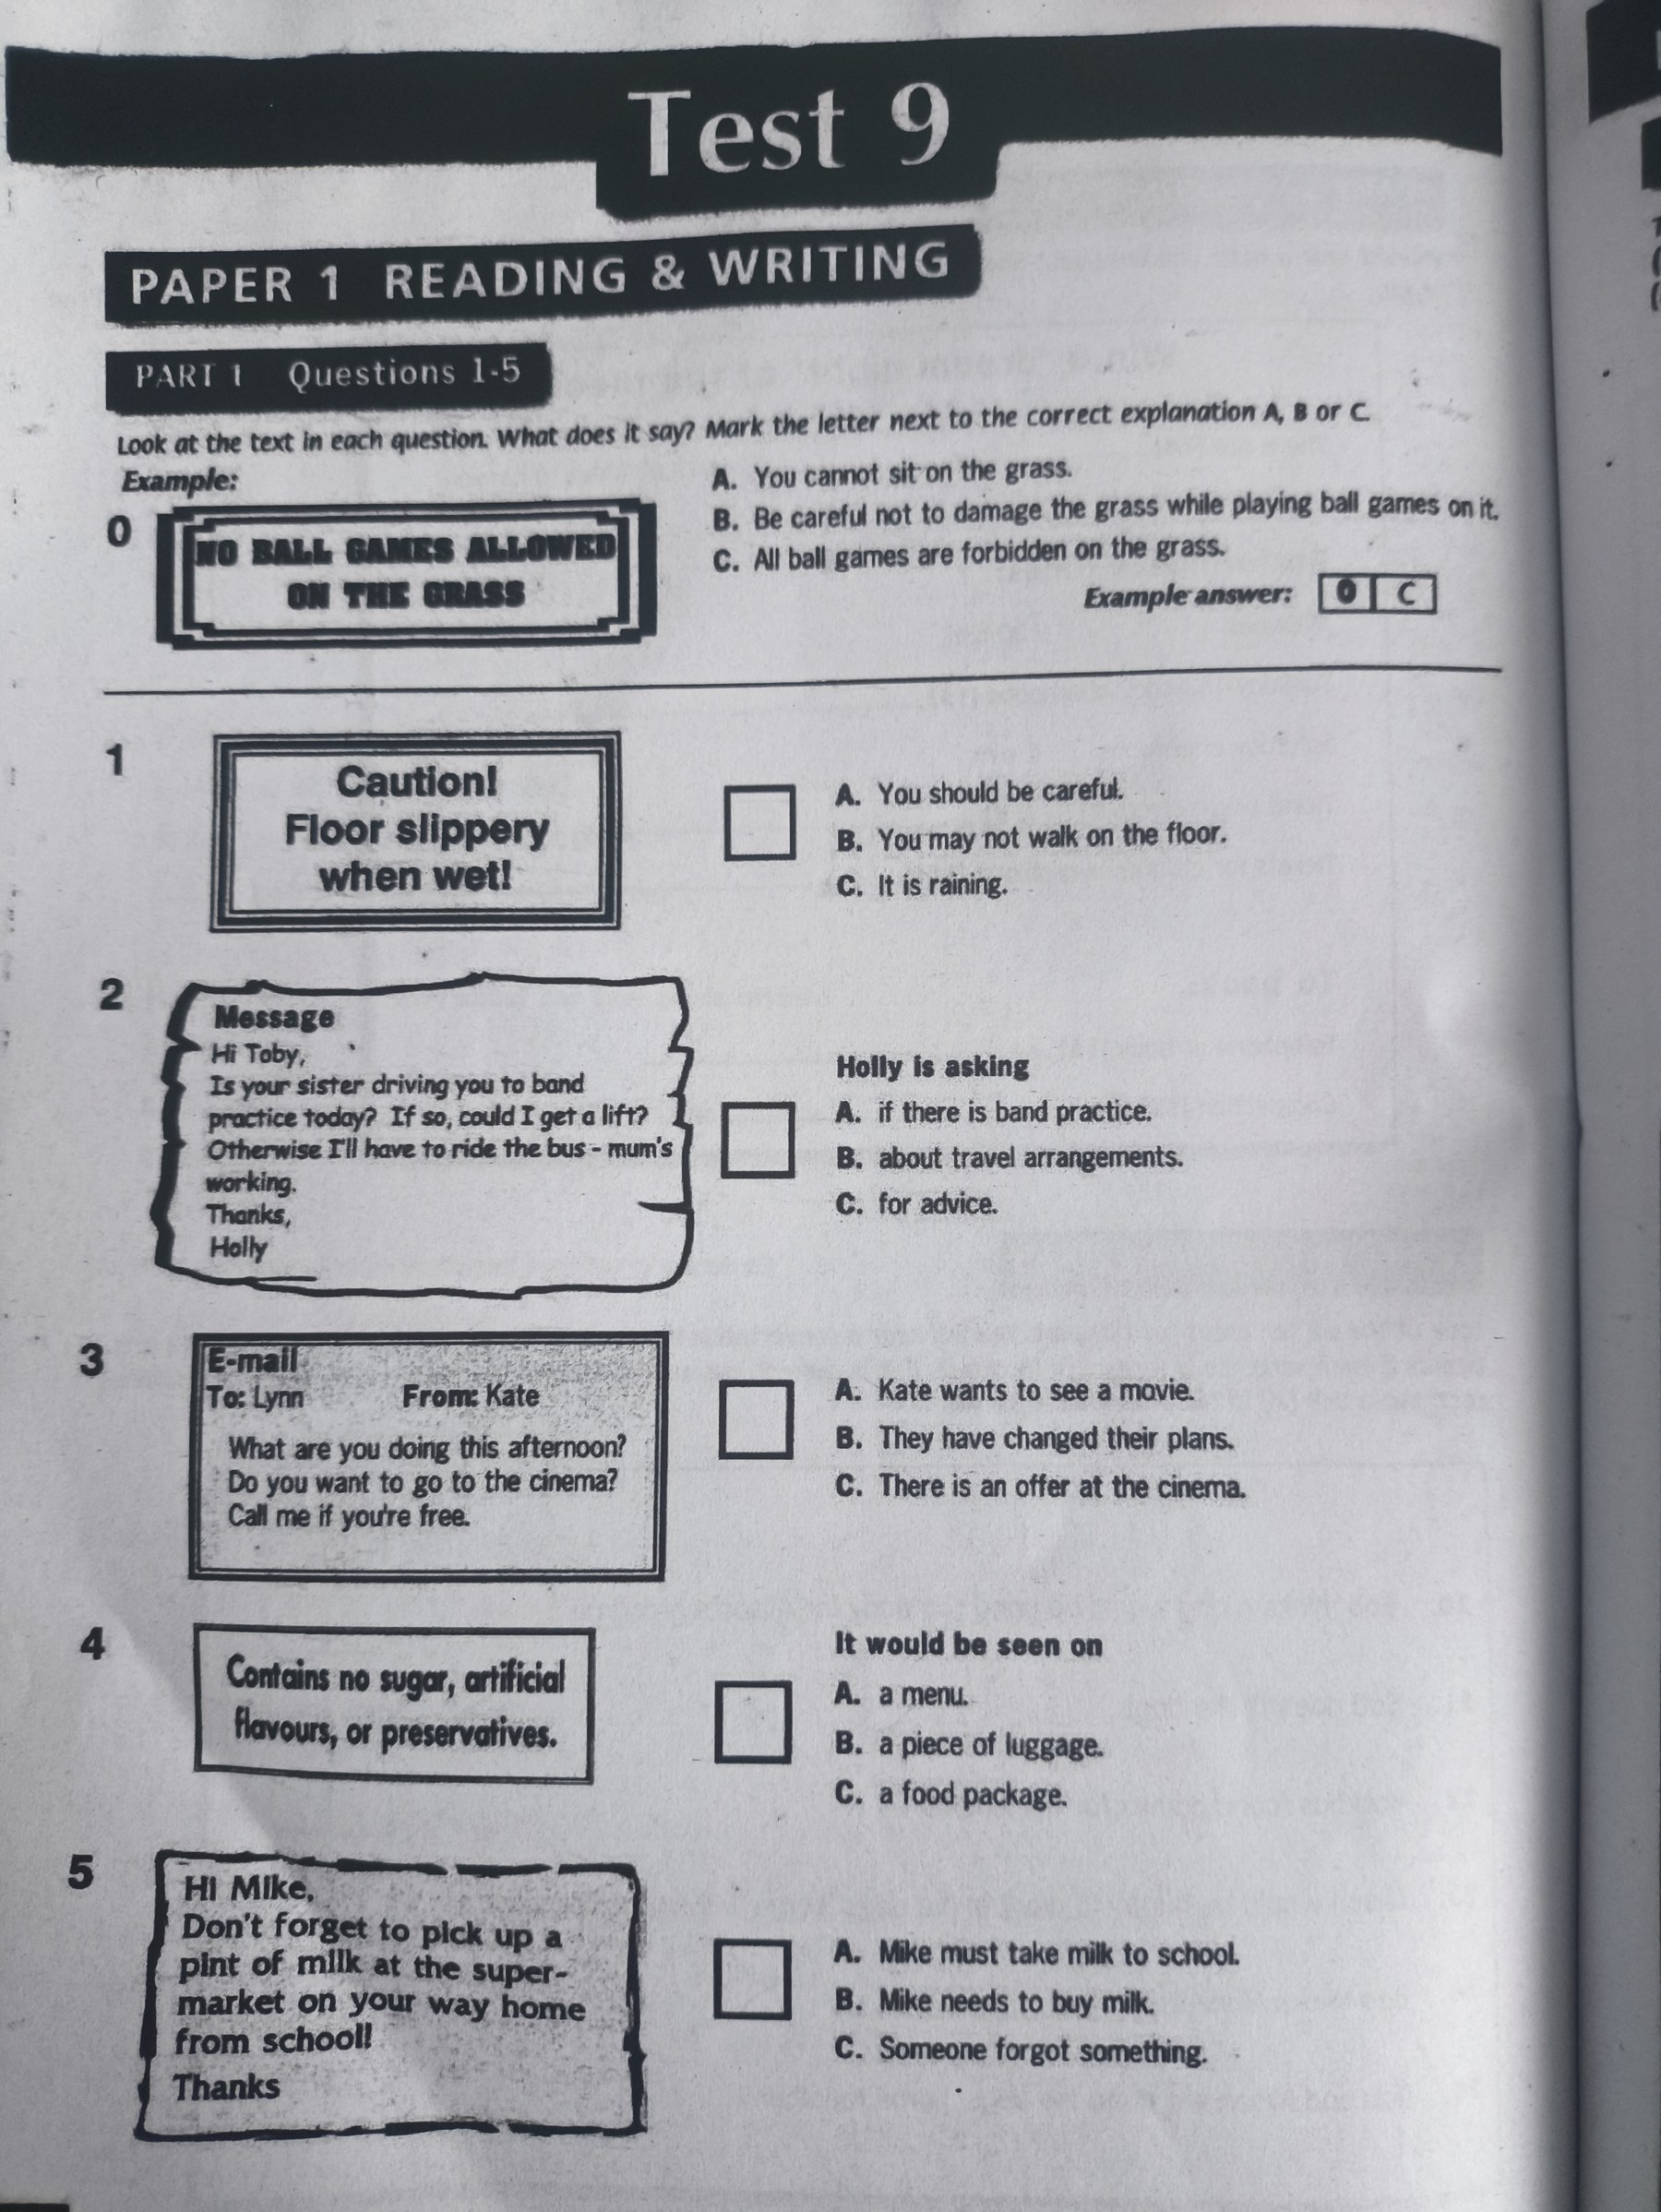 Test 9
PAPER 1 READING & WRITING
PART 1 Questions 1-5
Look at the text in each question. What does it say? Mark the letter next to the correct explanation A, B or C.
Example:
0
NO BALL GAMES ALLOWED
ON THE GRASS
A. You cannot sit on the grass.
B. Be careful not to damage the grass while playing ball games on it.
C. All ball games are forbidden on the grass.
Example answer: 0 C
1
Caution!
Floor slippery
when wet!
A. You should be careful.
B. You may not walk on the floor.
C. It is raining.
2
Message
Hi Toby,
Is your sister driving you to band
practice today? If so, could I get a lift?
Otherwise I'll have to ride the bus - mum's
working.
Thanks,
Holly
Holly is asking
A. if there is band practice.
B. about travel arrangements.
C. for advice.
3
E-mail
To: Lynn From: Kate
What are you doing this afternoon?
Do you want to go to the cinema?
Call me if you're free.
A. Kate wants to see a movie.
B. They have changed their plans.
C. There is an offer at the cinema.
4
Contains no sugar, artificial
flavours, or preservatives.
It would be seen on
A. a menu.
B. a piece of luggage.
C. a food package.
5
Hi Mike,
Don't forget to pick up a
pint of milk at the super-
market on your way home
from school!
Thanks
A. Mike must take milk to school.
B. Mike needs to buy milk.
C. Someone forgot something.